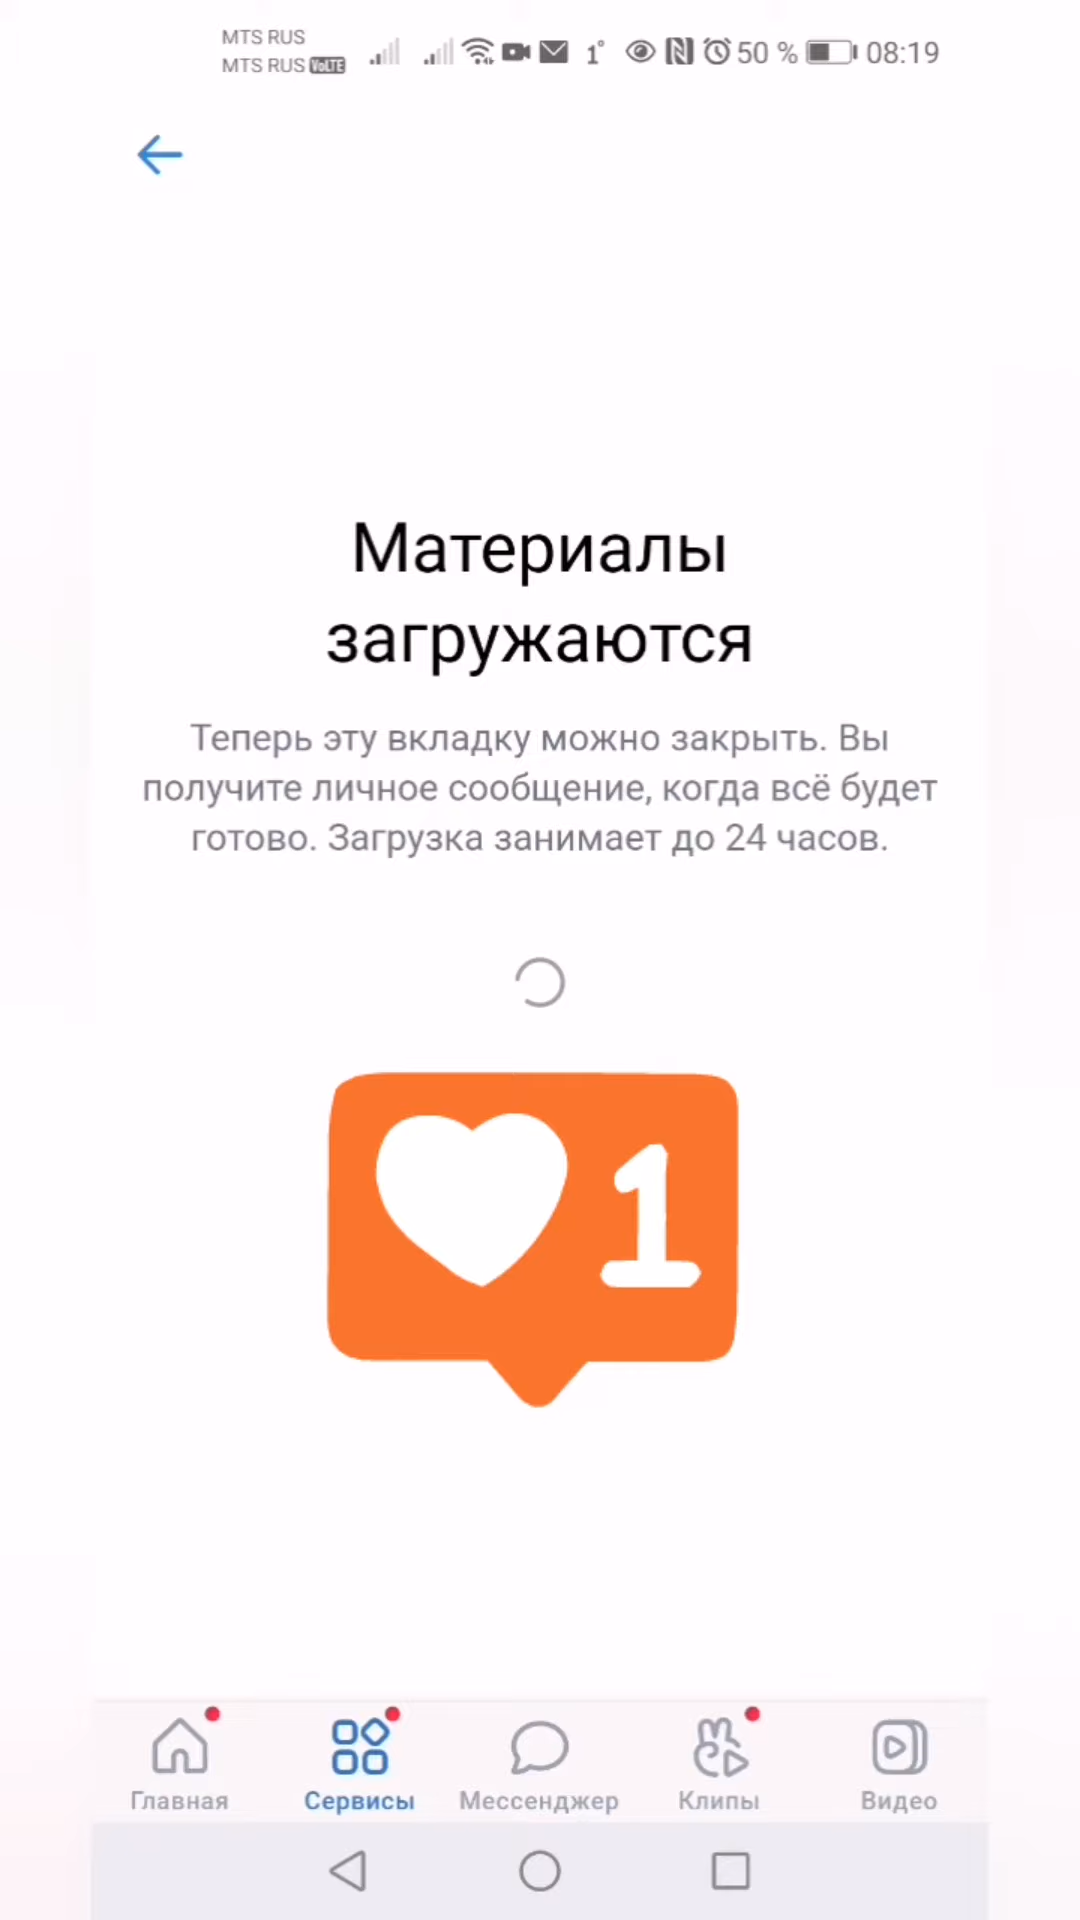 MTS RUS
MTS RUS VoLTE 1° 50 % 08:19
Материалы
загружаются
Теперь эту вкладку можно закрыть. Вы
получите личное сообщение, когда всё будет
готово. Загрузка занимает до 24 часов.
1
Главная Сервисы Мессенджер Клипы Видео